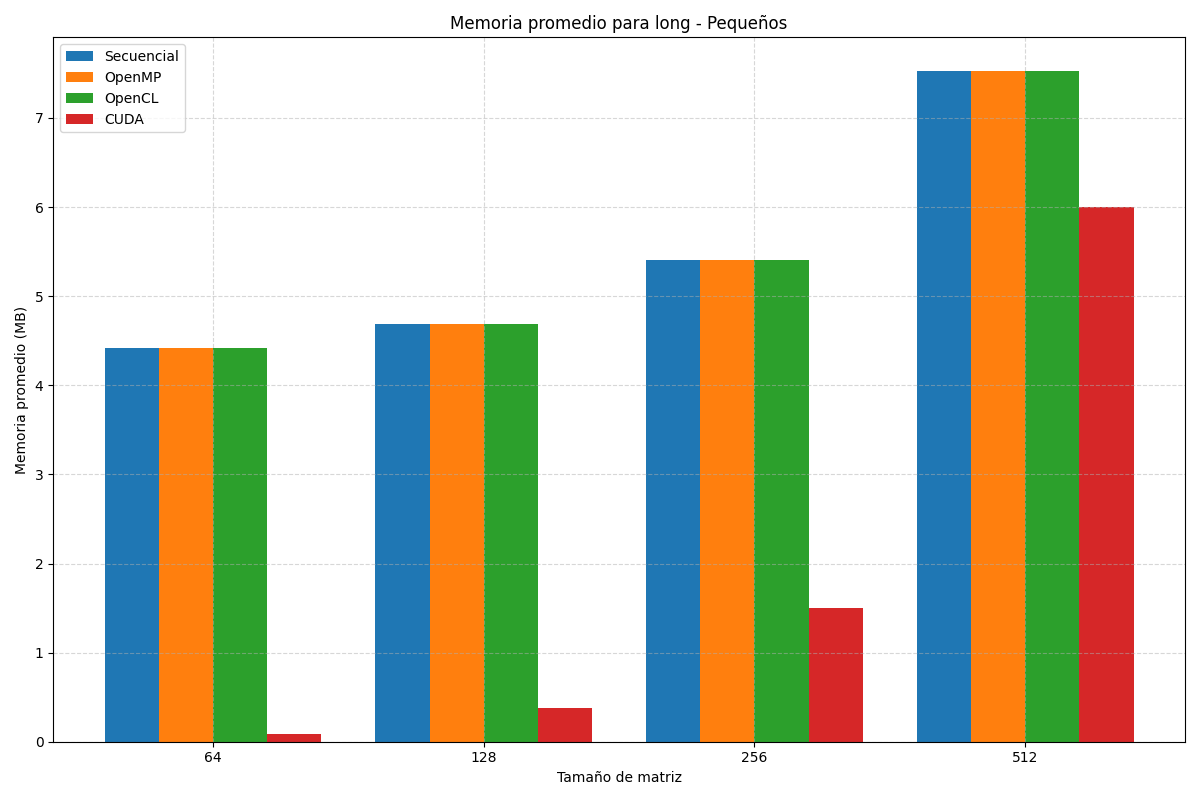 Memoria promedio para long - Pequeños
Secuencial
OpenMP
OpenCL
CUDA
Memoria promedio (MB)
7
6
5
4
3
2
1
0
64 128 256 512
Tamaño de matriz